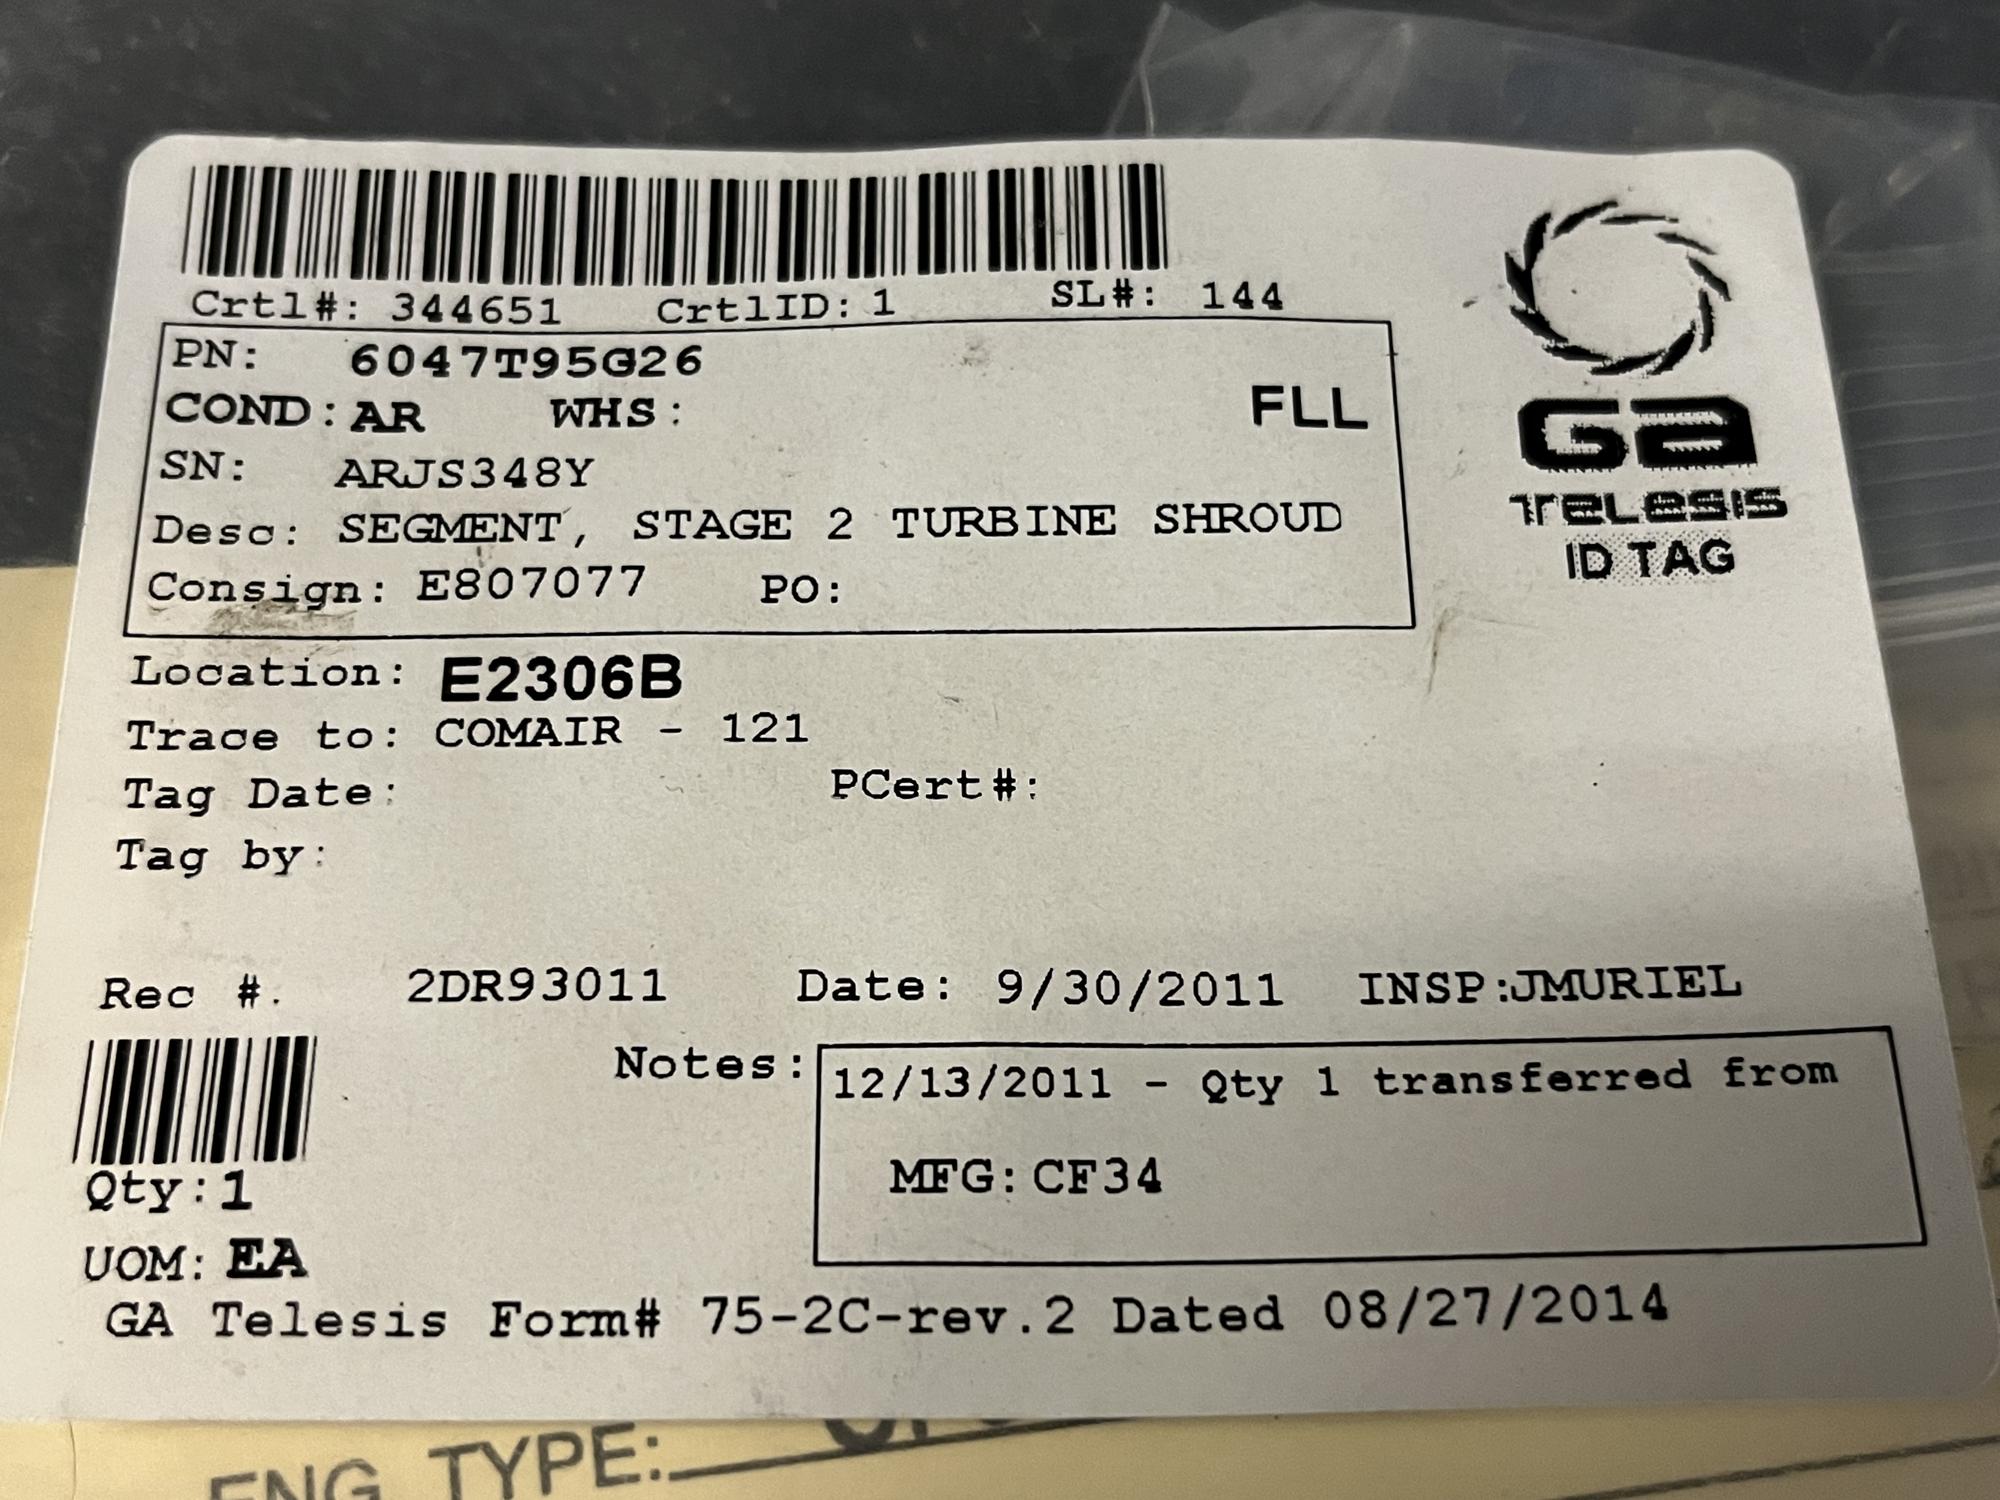 Crtl#: 344651 CrtlID: 1 SL#: 144
PN: 6047T95G26
COND: AR WHS: FLL
SN: ARJS348Y
Desc: SEGMENT, STAGE 2 TURBINE SHROUD
Consign: E807077 PO:
GA
TELESIS
ID TAG
Location: E2306B
Trace to: COMAIR - 121
Tag Date: PCert#:
Tag by:
Rec #. 2DR93011 Date: 9/30/2011 INSP:JMURIEL
Notes: 12/13/2011 - Qty 1 transferred from
MFG: CF34
Qty: 1
UOM: EA
GA Telesis Form# 75-2C-rev.2 Dated 08/27/2014
ENG TYPE: